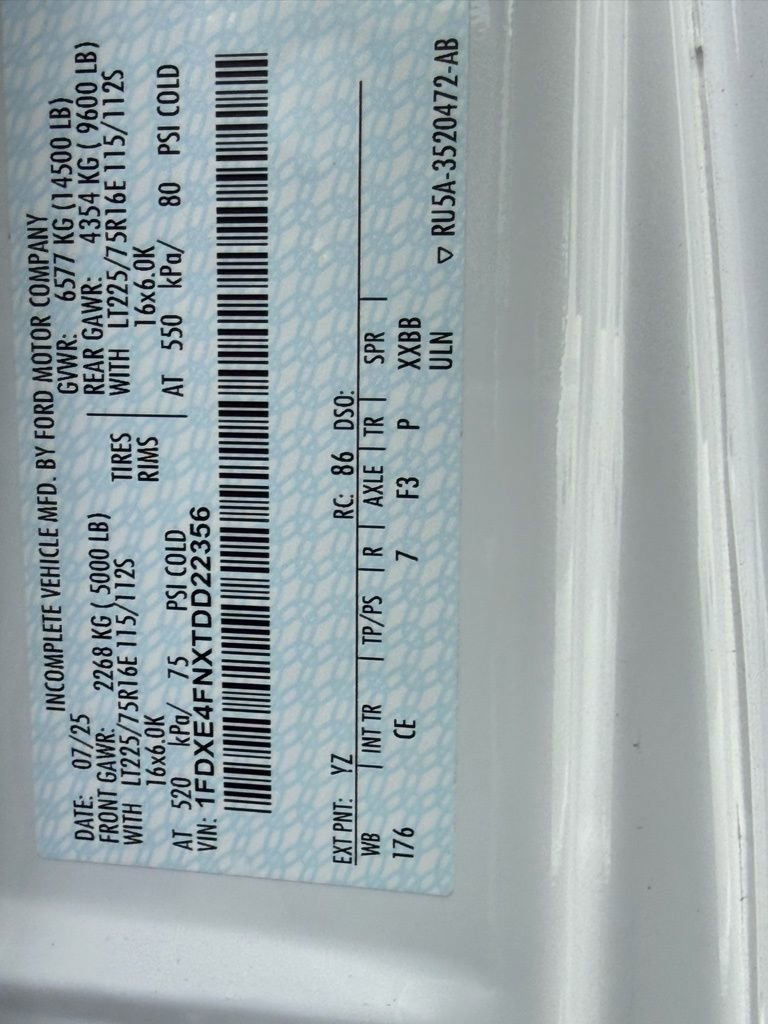 INCOMPLETE VEHICLE MFD. BY FORD MOTOR COMPANY
DATE: 07/25 GVWR: 6577 KG (14500 LB)
FRONT GAWR: 2268 KG ( 5000 LB) REAR GAWR: 4354 KG ( 9600 LB)
WITH LT225/75R16E 115/112S TIRES WITH LT225/75R16E 115/112S
16x6.0K RIMS 16x6.0K
AT 520 kPa/ 75 PSI COLD AT 550 kPa/ 80 PSI COLD
VIN: 1FDXE4FNXTDD22356
EXT PNT: YZ RC: 86 DSO:
WB | INT TR | TP/PS | R | AXLE | TR | SPR |
176 CE 7 F3 P XXBB
ULN
▽ RU5A-3520472-AB